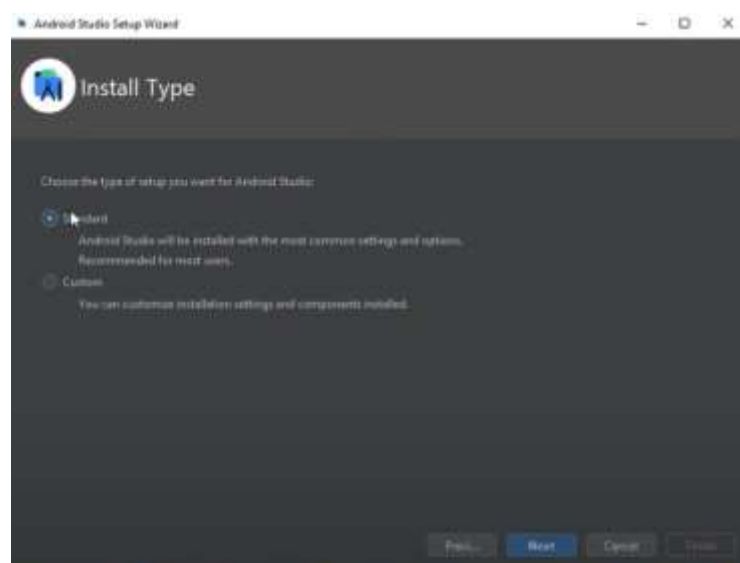 Android Studio Setup Wizard
Install Type
Choose the type of setup you want for Android Studio:
Standard
Android Studio will be installed with the most common settings and options.
Recommended for most users.
Custom
You can customize installation settings and components installed.
Next
Cancel
Finish